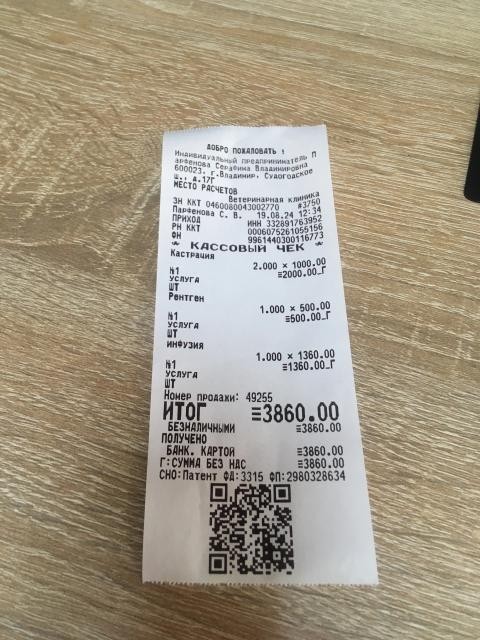 ДОБРО ПОЖАЛОВАТЬ !
Индивидуальный предприниматель П
арфенова Серафима Владимировна
600023, г.Владимир, Судогодское
ш., д.17Г
МЕСТО РАСЧЕТОВ
Ветеринарная клиника
ЗН ККТ 0460080043002770 #3750
Парфенова С. В. 19.08.24 12:34
ПРИХОД ИНН 332891763952
РН ККТ 0006075261055156
ФН 9961440300116773
* КАССОВЫЙ ЧЕК *
Кастрация
2.000 × 1000.00
№1 ≡2000.00_Г
УСЛУГА
ШТ
Рентген
1.000 × 500.00
№1 ≡500.00_Г
УСЛУГА
ШТ
ИНФУЗИЯ
1.000 × 1360.00
№1 ≡1360.00_Г
УСЛУГА
ШТ
Номер продажи: 49255
ИТОГ ≡3860.00
БЕЗНАЛИЧНЫМИ ≡3860.00
ПОЛУЧЕНО
БАНК. КАРТОЙ ≡3860.00
Г:СУММА БЕЗ НДС ≡3860.00
СНО:Патент ФД:3315 ФП:2980328634